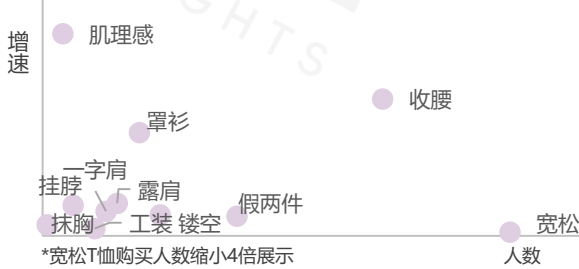 GHTS
肌理感
增速
收腰
罩衫
一字肩
挂脖
露肩
假两件
抹胸
工装 镂空
宽松
*宽松T恤购买人数缩小4倍展示
人数